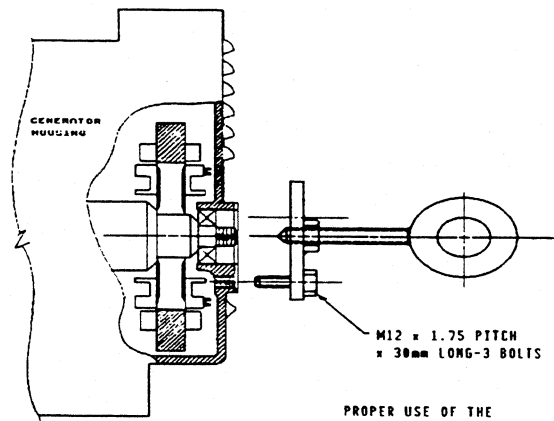 GENERATOR
HOUSING
M12 x 1.75 PITCH
x 30mm LONG-3 BOLTS
PROPER USE OF THE